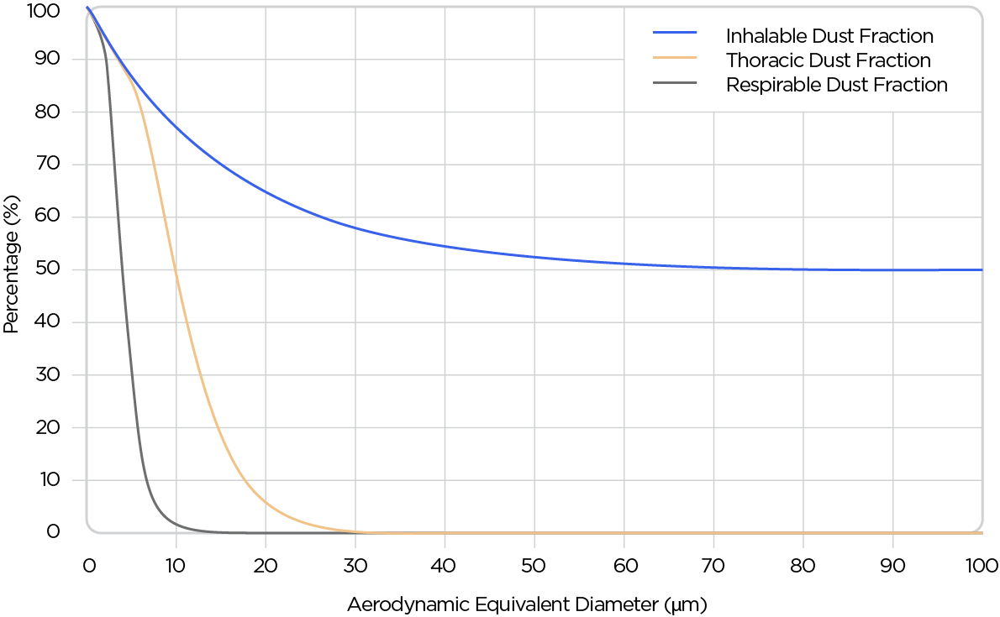 100
90
80
70
60
50
40
30
20
10
0
Percentage (%)
Inhalable Dust Fraction
Thoracic Dust Fraction
Respirable Dust Fraction
0 10 20 30 40 50 60 70 80 90 100
Aerodynamic Equivalent Diameter (μm)